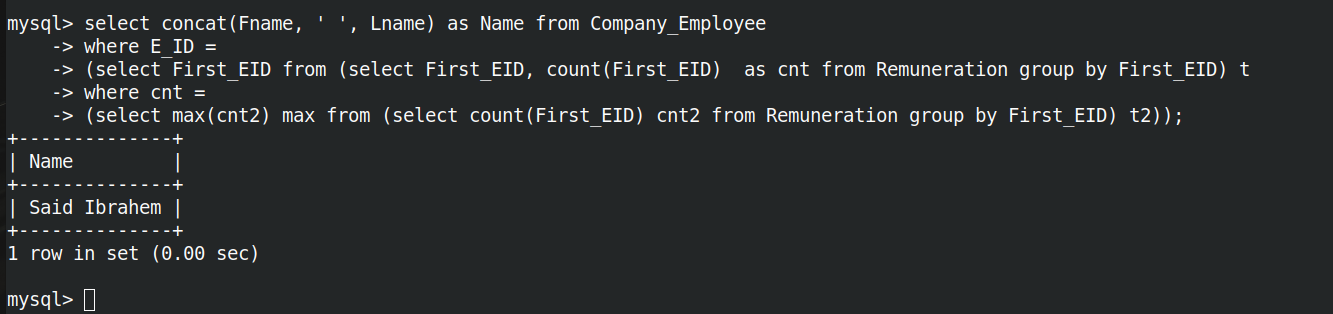 mysql> select concat(Fname, ' ', Lname) as Name from Company_Employee
    -> where E_ID =
    -> (select First_EID from (select First_EID, count(First_EID)  as cnt from Remuneration group by First_EID) t
    -> where cnt =
    -> (select max(cnt2) max from (select count(First_EID) cnt2 from Remuneration group by First_EID) t2));
+--------------+
| Name         |
+--------------+
| Said Ibrahem |
+--------------+
1 row in set (0.00 sec)

mysql>